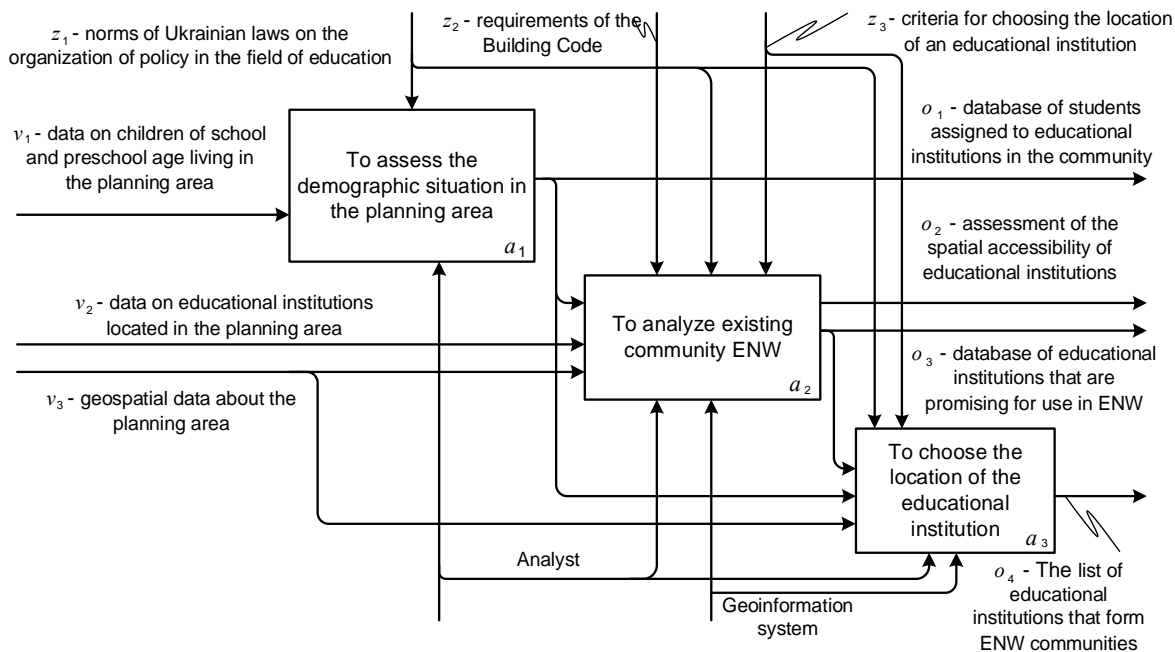 z₁ - norms of Ukrainian laws on the
organization of policy in the field of education
z₂ - requirements of the
Building Code
z₃ - criteria for choosing the location
of an educational institution
v₁ - data on children of school
and preschool age living in
the planning area
To assess the
demographic situation in
the planning area
a₁
o₁ - database of students
assigned to educational
institutions in the community
o₂ - assessment of the
spatial accessibility of
educational institutions
v₂ - data on educational institutions
located in the planning area
To analyze existing
community ENW
a₂
v₃ - geospatial data about the
planning area
o₃ - database of educational
institutions that are
promising for use in ENW
To choose the
location of the
educational
institution
a₃
Analyst
Geoinformation
system
o₄ - The list of
educational
institutions that form
ENW communities